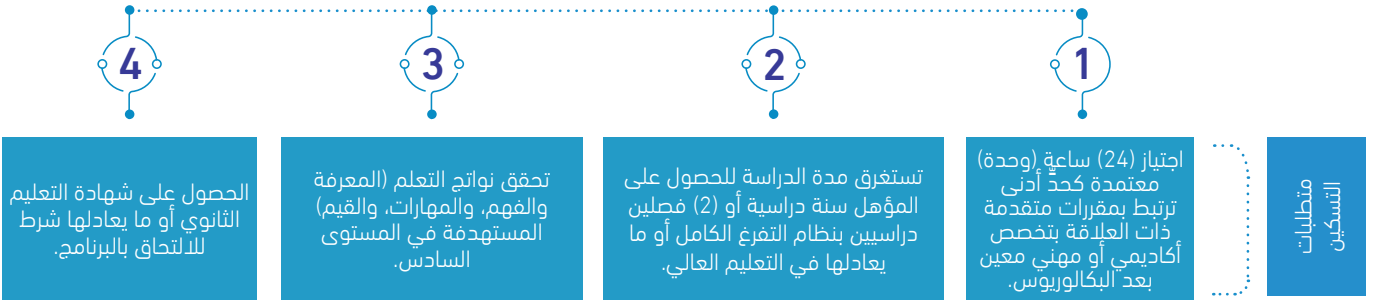 متطلبات
التسكين
1
اجتياز (24) ساعة (وحدة)
معتمدة كحدٍّ أدنى
ترتبط بمقررات متقدمة
ذات العلاقة بتخصص
أكاديمي أو مهني معين
بعد البكالوريوس.
2
تستغرق مدة الدراسة للحصول على
المؤهل سنة دراسية أو (2) فصلين
دراسيين بنظام التفرغ الكامل أو ما
يعادلها في التعليم العالي.
3
تحقق نواتج التعلم (المعرفة
والفهم، والمهارات، والقيم)
المستهدفة في المستوى
السادس.
4
الحصول على شهادة التعليم
الثانوي أو ما يعادلها شرط
للالتحاق بالبرنامج.